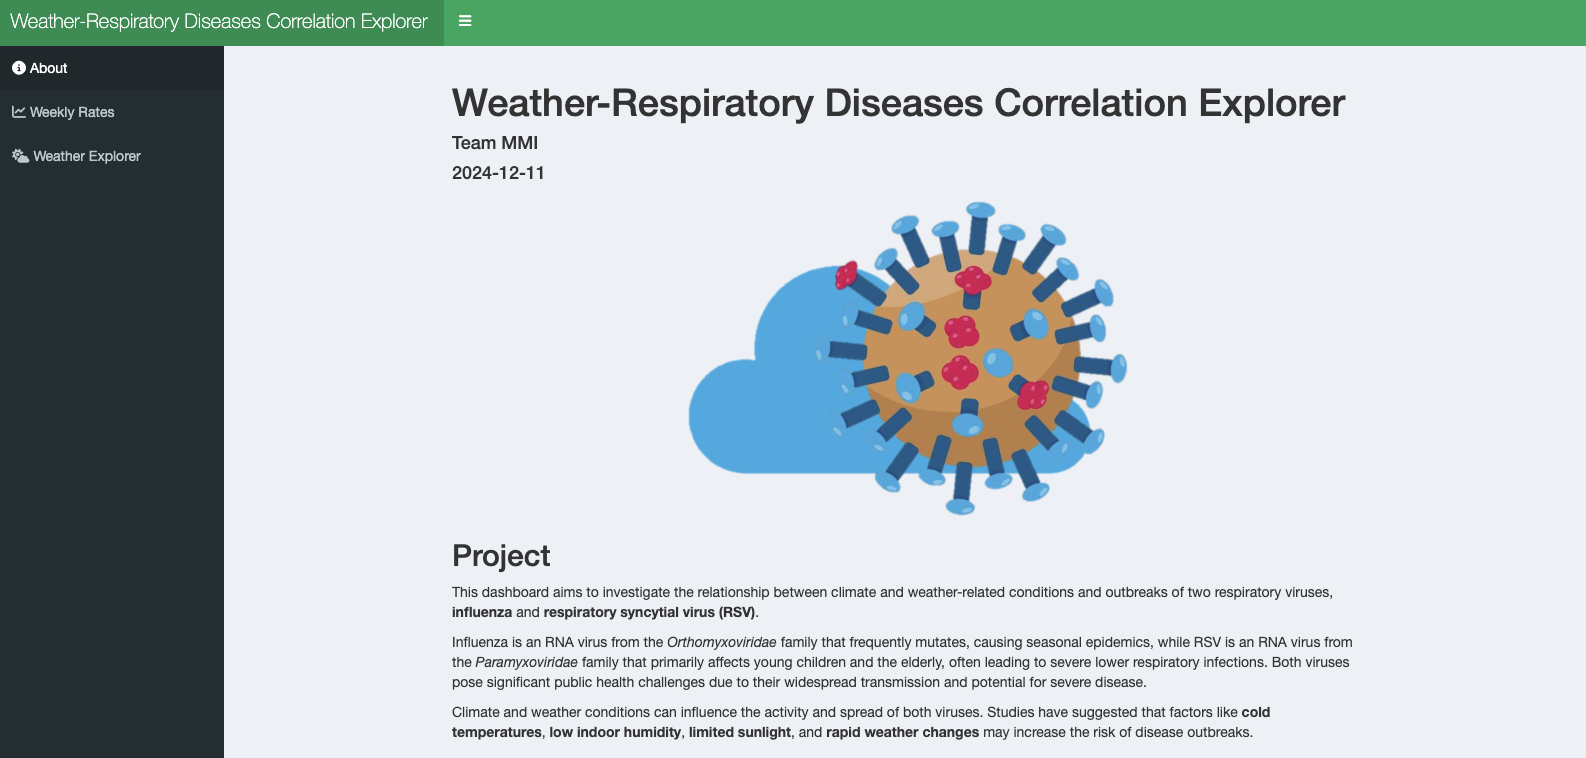 Weather-Respiratory Diseases Correlation Explorer
About
Weekly Rates
Weather Explorer
Weather-Respiratory Diseases Correlation Explorer
Team MMI
2024-12-11
Project
This dashboard aims to investigate the relationship between climate and weather-related conditions and outbreaks of two respiratory viruses,
influenza and respiratory syncytial virus (RSV).
Influenza is an RNA virus from the Orthomyxoviridae family that frequently mutates, causing seasonal epidemics, while RSV is an RNA virus from
the Paramyxoviridae family that primarily affects young children and the elderly, often leading to severe lower respiratory infections. Both viruses
pose significant public health challenges due to their widespread transmission and potential for severe disease.
Climate and weather conditions can influence the activity and spread of both viruses. Studies have suggested that factors like cold
temperatures, low indoor humidity, limited sunlight, and rapid weather changes may increase the risk of disease outbreaks.